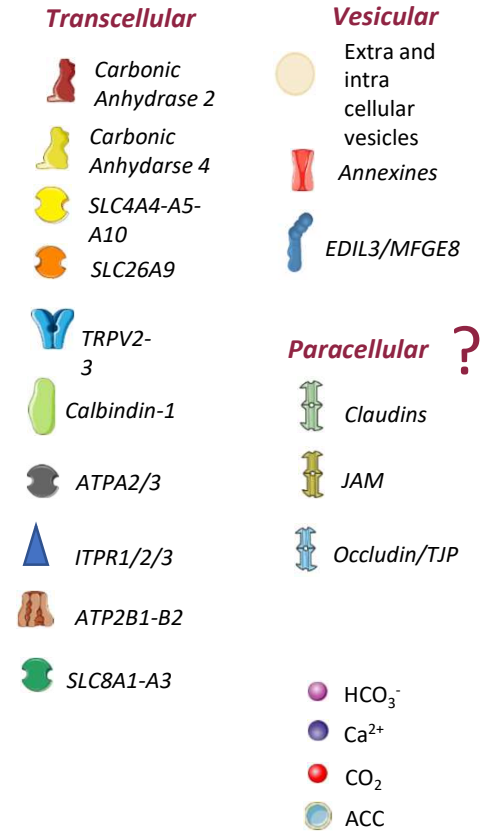 Transcellular
Carbonic
Anhydrase 2
Carbonic
Anhydarse 4
SLC4A4-A5-
A10
SLC26A9
TRPV2-
3
Calbindin-1
ATPA2/3
ITPR1/2/3
ATP2B1-B2
SLC8A1-A3
Vesicular
Extra and
intra
cellular
vesicles
Annexines
EDIL3/MFGE8
Paracellular ?
Claudins
JAM
Occludin/TJP
HCO₃⁻
Ca²⁺
CO₂
ACC